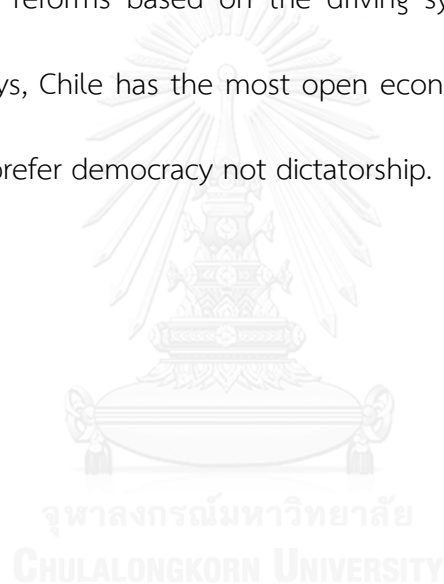 reforms based on the driving sy
ys, Chile has the most open econ
prefer democracy not dictatorship.
จุฬาลงกรณ์มหาวิทยาลัย
CHULALONGKORN UNIVERSITY